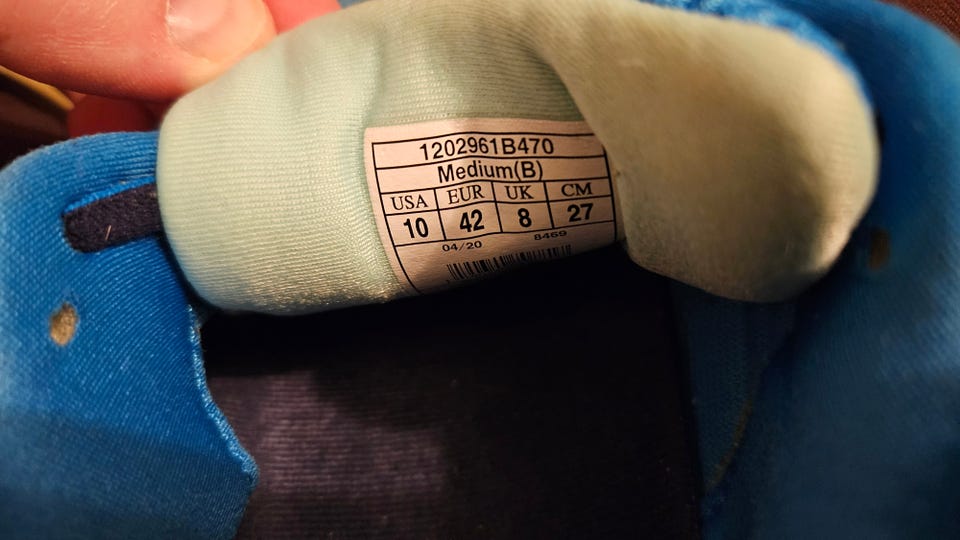 1202961B470
Medium(B)
USA EUR UK CM
10 42 8 27
04/20 8469